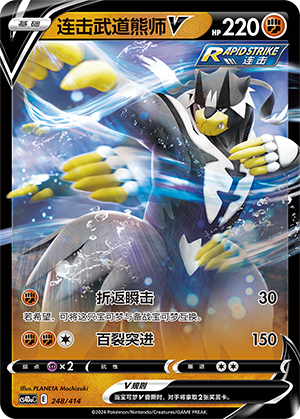 基础 连击武道熊师V HP 220
RAPID STRIKE
连击
折返瞬击 30
若希望，可将这只宝可梦与备战宝可梦互换。
百裂突进 150
弱点 ×2 抵抗力 撤退
Illus. PLANETA Mochizuki
V规则
CS4DaC E 248/414
当宝可梦V昏厥时，对手将拿取2张奖赏卡。
©2024 Pokémon/Nintendo/Creatures/GAME FREAK.